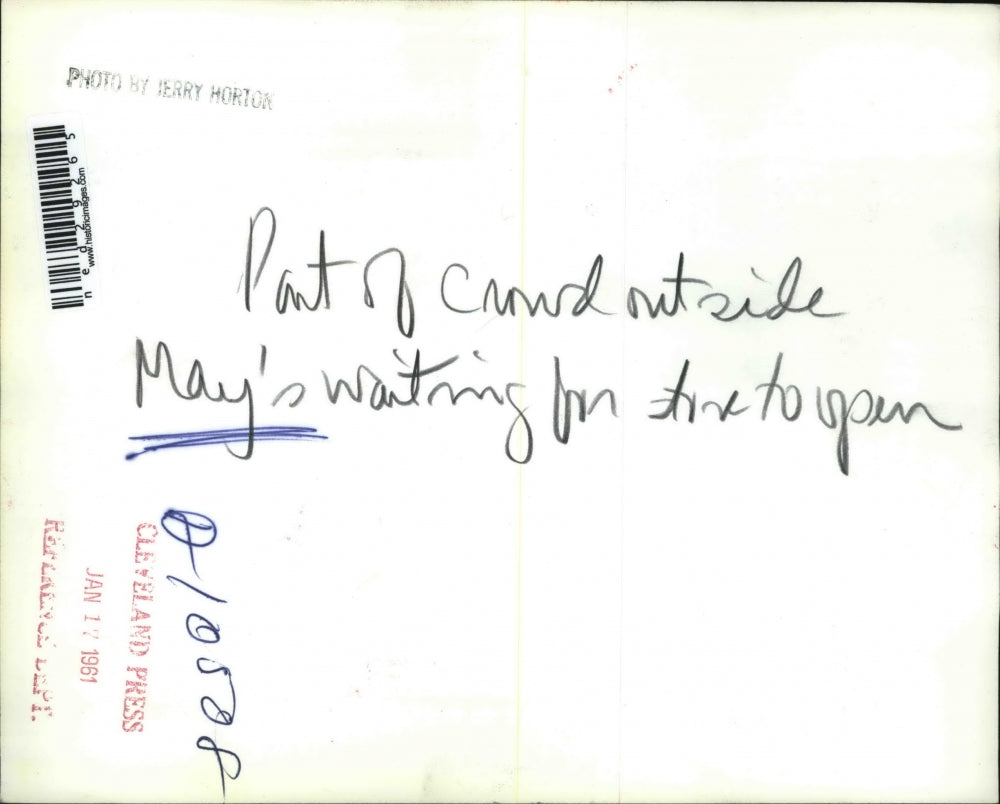 PHOTO BY JERRY HORTON
ned29265
www.historicimages.com
Part of crowd outside
May's waiting for store to open
CLEVELAND PRESS
JAN 17 1961
REFERENCE DEPT.